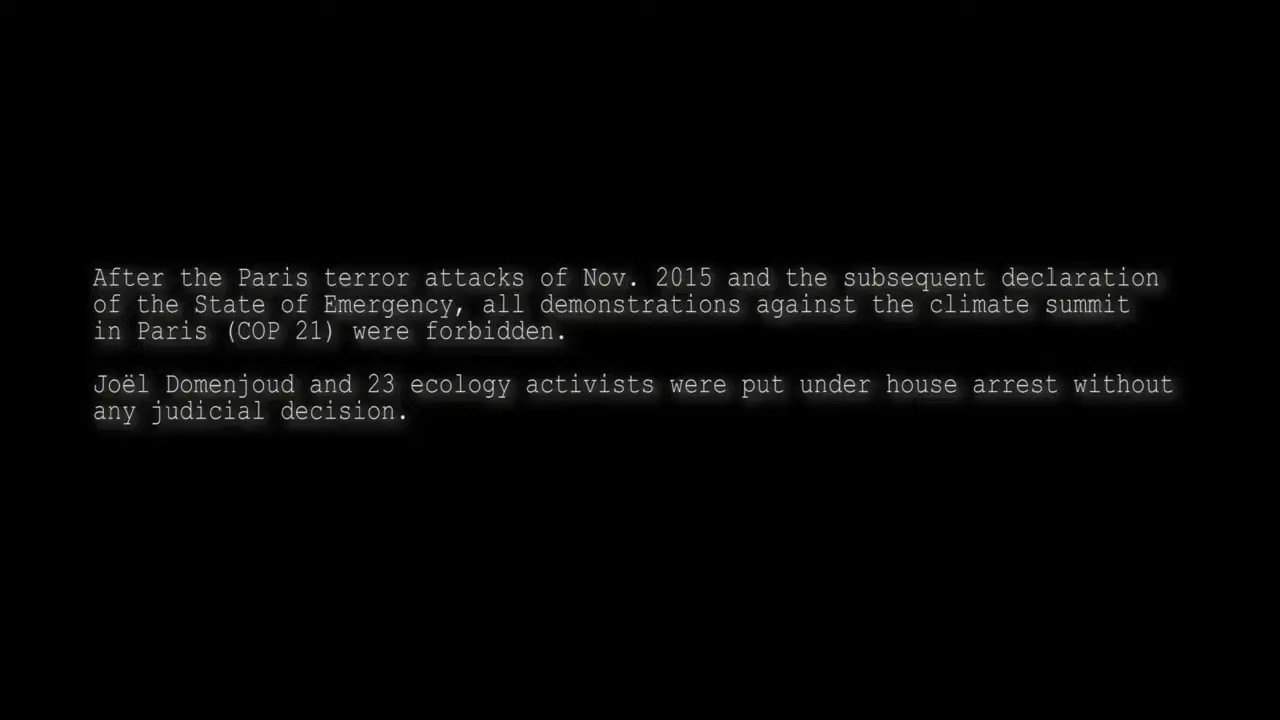 After the Paris terror attacks of Nov. 2015 and the subsequent declaration
of the State of Emergency, all demonstrations against the climate summit
in Paris (COP 21) were forbidden.
Joël Domenjoud and 23 ecology activists were put under house arrest without
any judicial decision.